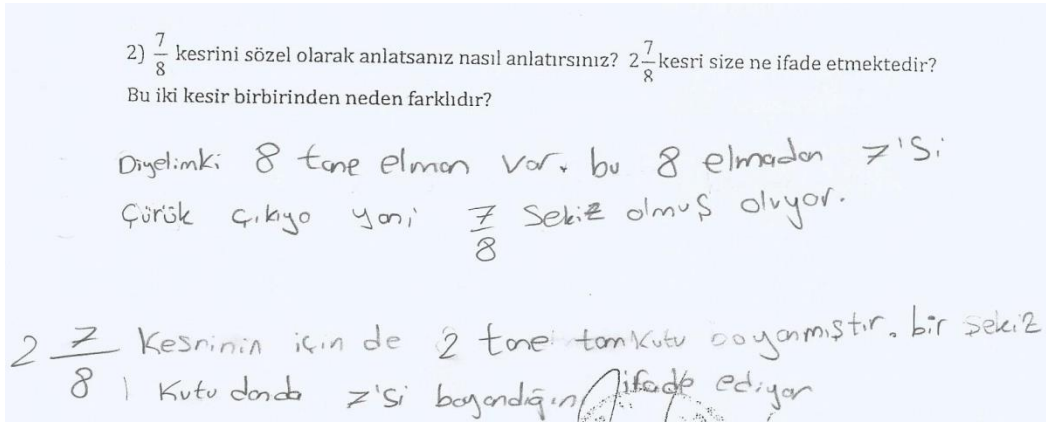 2) 7/8 kesrini sözel olarak anlatsanız nasıl anlatırsınız? 2 7/8 kesri size ne ifade etmektedir?
Bu iki kesir birbirinden neden farklıdır?
Diyelimki 8 tane elman var. bu 8 elmadan 7'si
Çürük çıkıyo yani 7/8 sekiz olmuş oluyor.
2 7/8 Kesrinin için de 2 tane tam kutu boyanmıştır. bir sekiz
1 kutu danda 7'si boyandığın ifade ediyor